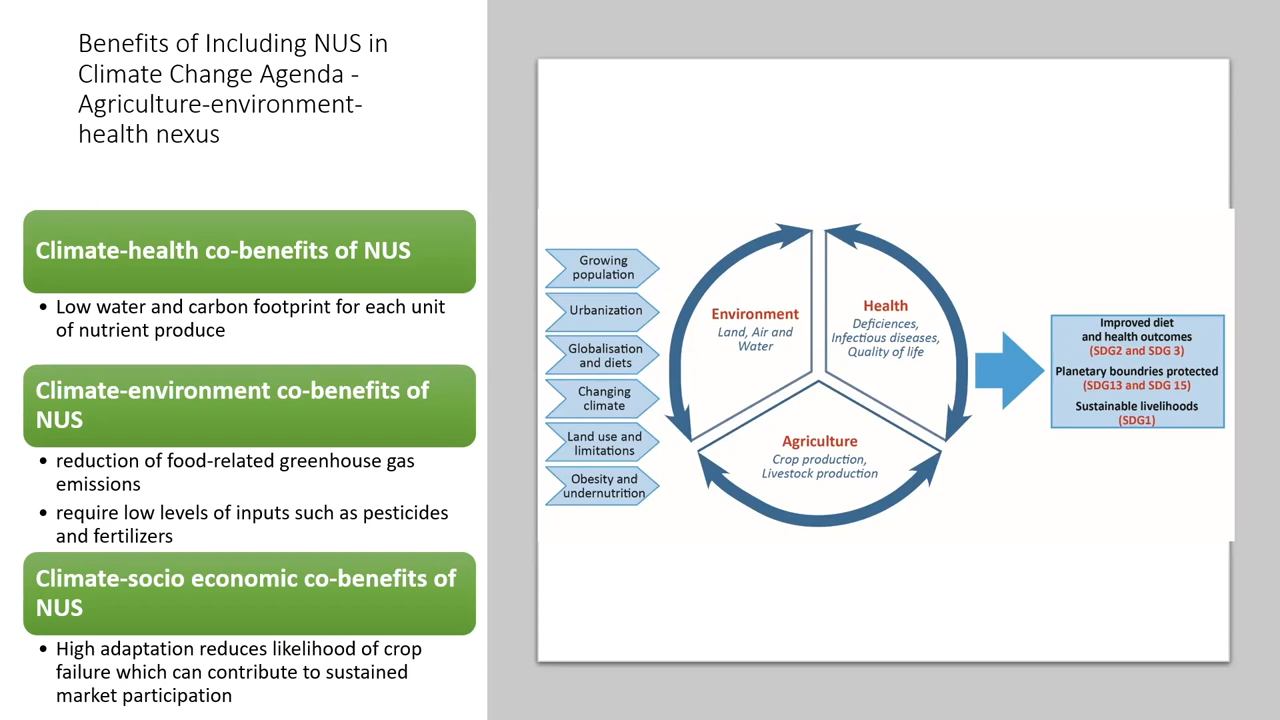 Benefits of Including NUS in
Climate Change Agenda -
Agriculture-environment-
health nexus
Climate-health co-benefits of NUS
• Low water and carbon footprint for each unit
of nutrient produce
Climate-environment co-benefits of
NUS
• reduction of food-related greenhouse gas
emissions
• require low levels of inputs such as pesticides
and fertilizers
Climate-socio economic co-benefits of
NUS
• High adaptation reduces likelihood of crop
failure which can contribute to sustained
market participation
Growing
population
Urbanization
Globalisation
and diets
Changing
climate
Land use and
limitations
Obesity and
undernutrition
Environment
Land, Air and
Water
Health
Deficiences,
Infectious diseases,
Quality of life
Agriculture
Crop production,
Livestock production
Improved diet
and health outcomes
(SDG2 and SDG 3)
Planetary boundries protected
(SDG13 and SDG 15)
Sustainable livelihoods
(SDG1)